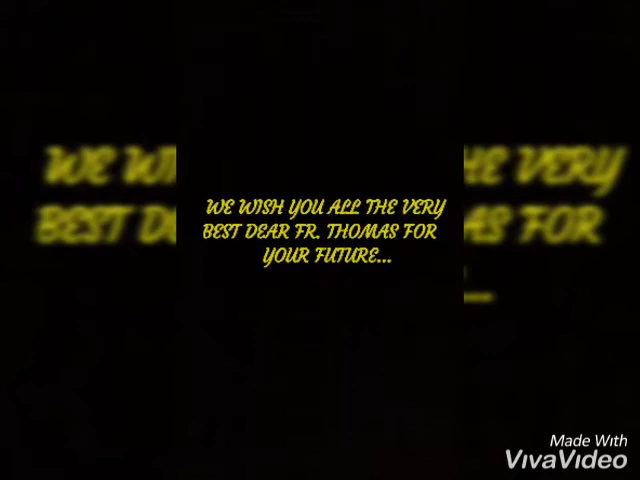 WE WISH YOU ALL THE VERY
BEST DEAR FR. THOMAS FOR
YOUR FUTURE...
Made With
VivaVideo